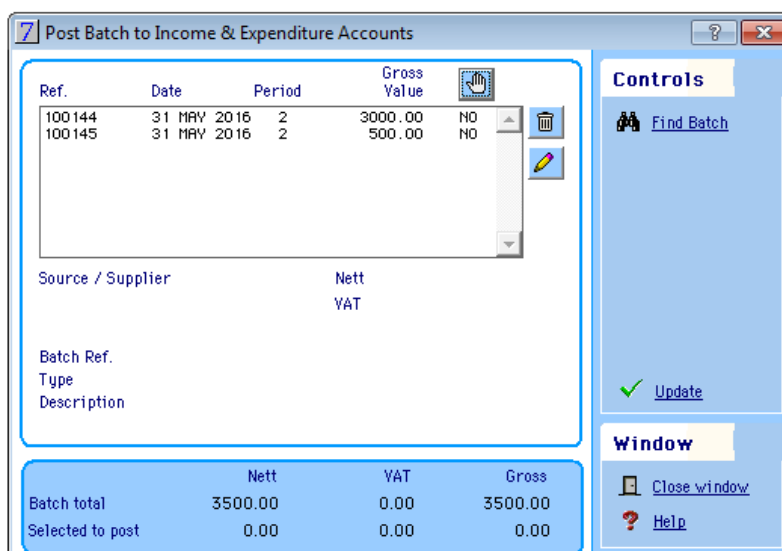 7 Post Batch to Income & Expenditure Accounts ?
Ref. Date Period Gross Value
100144 31 MAY 2016 2 3000.00 NO
100145 31 MAY 2016 2 500.00 NO
Source / Supplier Nett
VAT
Batch Ref.
Type
Description
Nett VAT Gross
Batch total 3500.00 0.00 3500.00
Selected to post 0.00 0.00 0.00
Controls
Find Batch
Update
Window
Close window
? Help